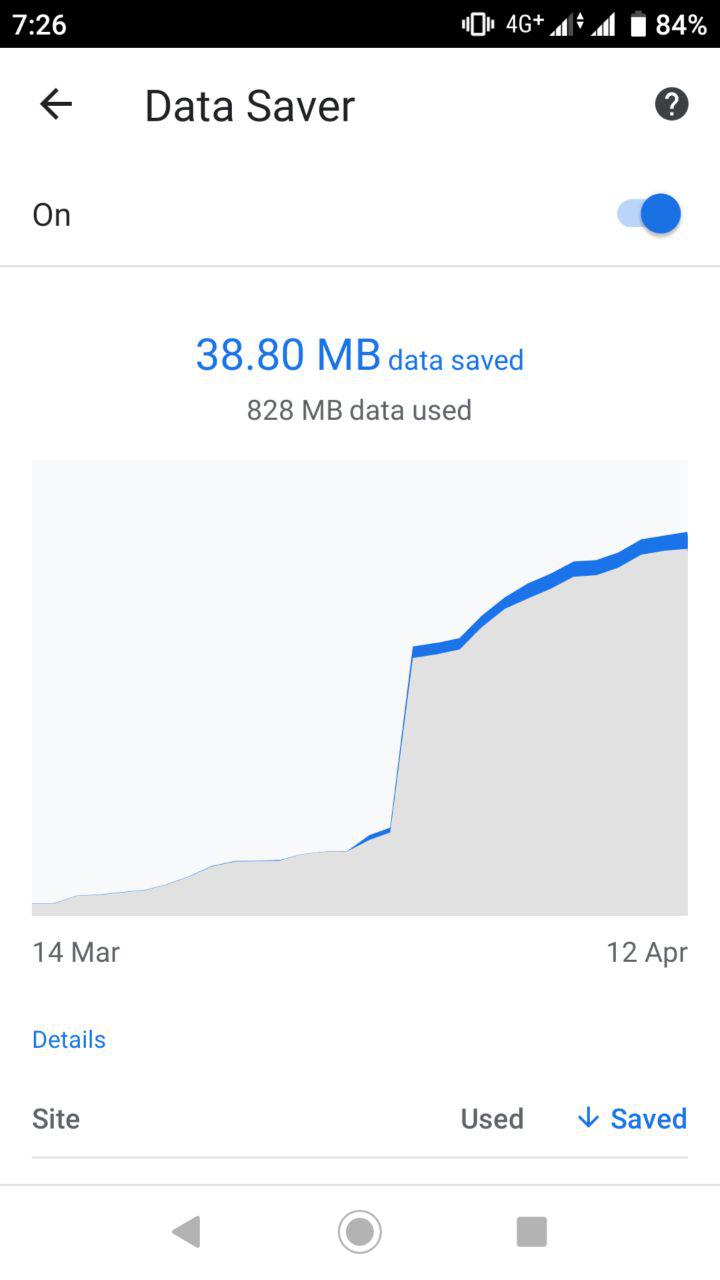 7:26 4G+ 84%
Data Saver
On
38.80 MB data saved
828 MB data used
14 Mar 12 Apr
Details
Site Used Saved